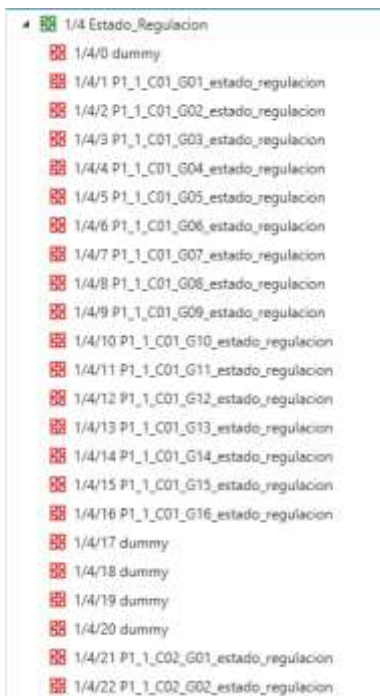 1/4 Estado_Regulacion
1/4/0 dummy
1/4/1 P1_1_C01_G01_estado_regulacion
1/4/2 P1_1_C01_G02_estado_regulacion
1/4/3 P1_1_C01_G03_estado_regulacion
1/4/4 P1_1_C01_G04_estado_regulacion
1/4/5 P1_1_C01_G05_estado_regulacion
1/4/6 P1_1_C01_G06_estado_regulacion
1/4/7 P1_1_C01_G07_estado_regulacion
1/4/8 P1_1_C01_G08_estado_regulacion
1/4/9 P1_1_C01_G09_estado_regulacion
1/4/10 P1_1_C01_G10_estado_regulacion
1/4/11 P1_1_C01_G11_estado_regulacion
1/4/12 P1_1_C01_G12_estado_regulacion
1/4/13 P1_1_C01_G13_estado_regulacion
1/4/14 P1_1_C01_G14_estado_regulacion
1/4/15 P1_1_C01_G15_estado_regulacion
1/4/16 P1_1_C01_G16_estado_regulacion
1/4/17 dummy
1/4/18 dummy
1/4/19 dummy
1/4/20 dummy
1/4/21 P1_1_C02_G01_estado_regulacion
1/4/22 P1_1_C02_G02_estado_regulacion